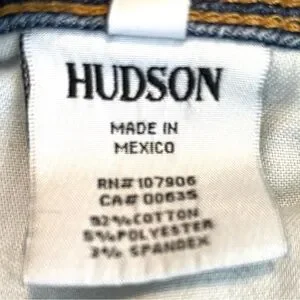 HUDSON
MADE IN
MEXICO
RN# 107906
CA# 00635
92% COTTON
5% POLYESTER
3% SPANDEX